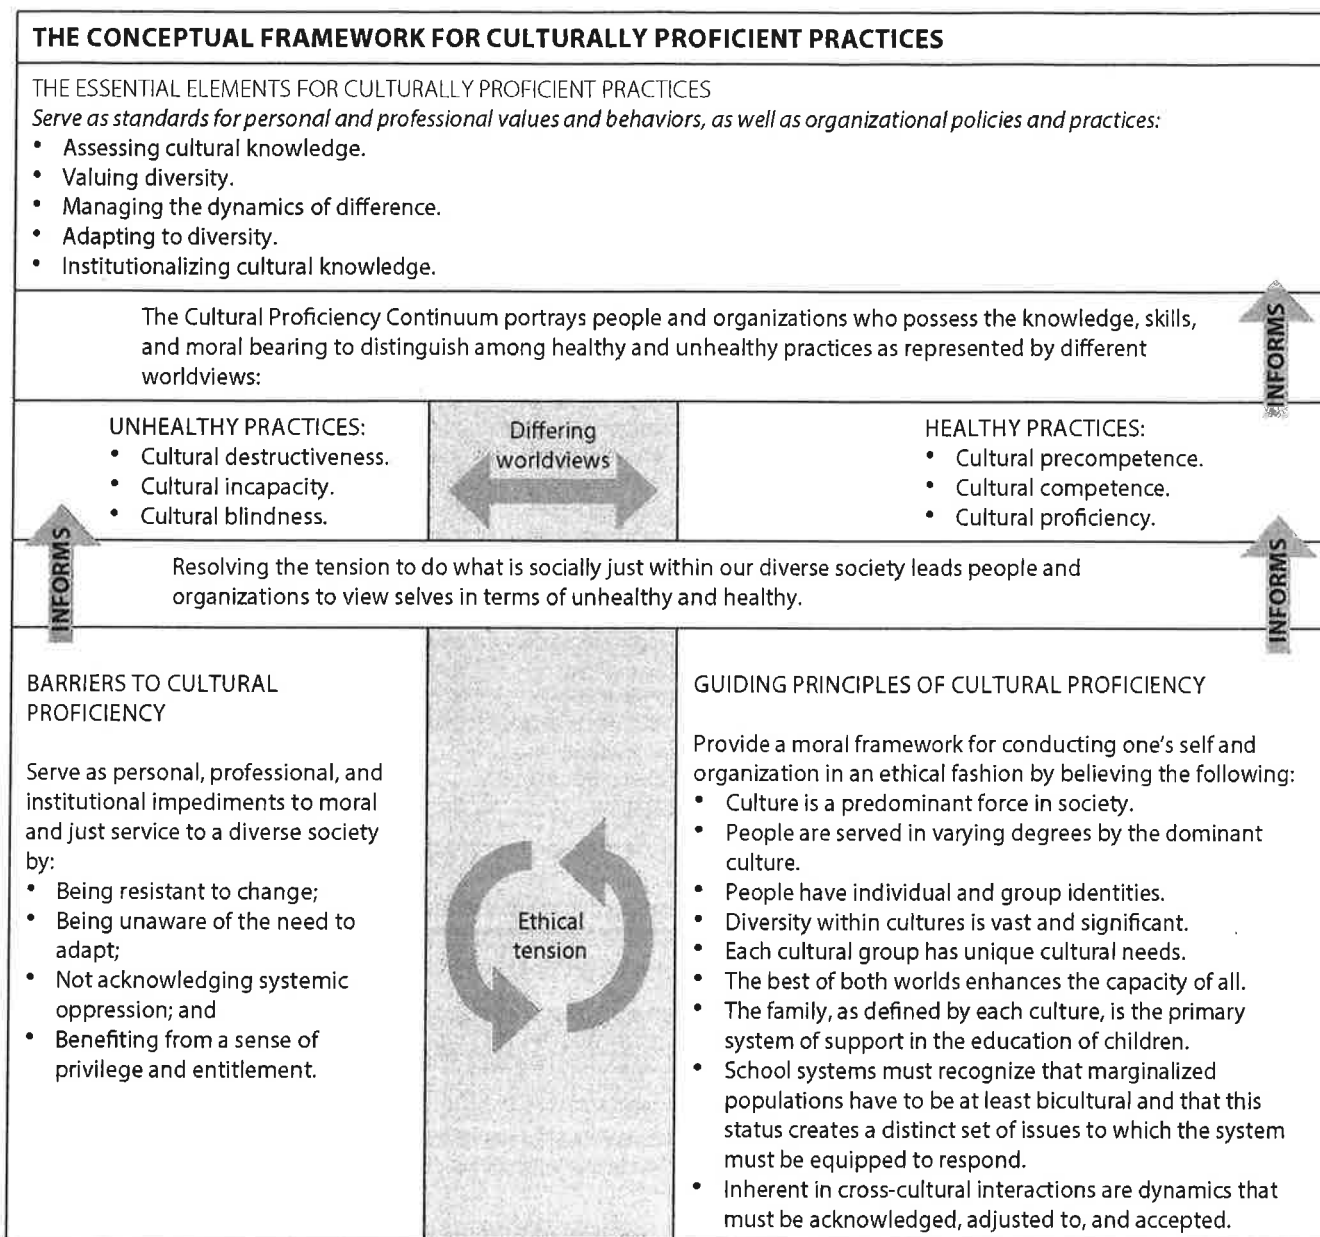 THE CONCEPTUAL FRAMEWORK FOR CULTURALLY PROFICIENT PRACTICES
THE ESSENTIAL ELEMENTS FOR CULTURALLY PROFICIENT PRACTICES
Serve as standards for personal and professional values and behaviors, as well as organizational policies and practices:
• Assessing cultural knowledge.
• Valuing diversity.
• Managing the dynamics of difference.
• Adapting to diversity.
• Institutionalizing cultural knowledge.
The Cultural Proficiency Continuum portrays people and organizations who possess the knowledge, skills,
and moral bearing to distinguish among healthy and unhealthy practices as represented by different
worldviews:
INFORMS
UNHEALTHY PRACTICES:
• Cultural destructiveness.
• Cultural incapacity.
• Cultural blindness.
Differing
worldviews
HEALTHY PRACTICES:
• Cultural precompetence.
• Cultural competence.
• Cultural proficiency.
INFORMS
Resolving the tension to do what is socially just within our diverse society leads people and
organizations to view selves in terms of unhealthy and healthy.
INFORMS
BARRIERS TO CULTURAL
PROFICIENCY
Serve as personal, professional, and
institutional impediments to moral
and just service to a diverse society
by:
• Being resistant to change;
• Being unaware of the need to
adapt;
• Not acknowledging systemic
oppression; and
• Benefiting from a sense of
privilege and entitlement.
Ethical
tension
GUIDING PRINCIPLES OF CULTURAL PROFICIENCY
Provide a moral framework for conducting one's self and
organization in an ethical fashion by believing the following:
• Culture is a predominant force in society.
• People are served in varying degrees by the dominant
culture.
• People have individual and group identities.
• Diversity within cultures is vast and significant.
• Each cultural group has unique cultural needs.
• The best of both worlds enhances the capacity of all.
• The family, as defined by each culture, is the primary
system of support in the education of children.
• School systems must recognize that marginalized
populations have to be at least bicultural and that this
status creates a distinct set of issues to which the system
must be equipped to respond.
• Inherent in cross-cultural interactions are dynamics that
must be acknowledged, adjusted to, and accepted.